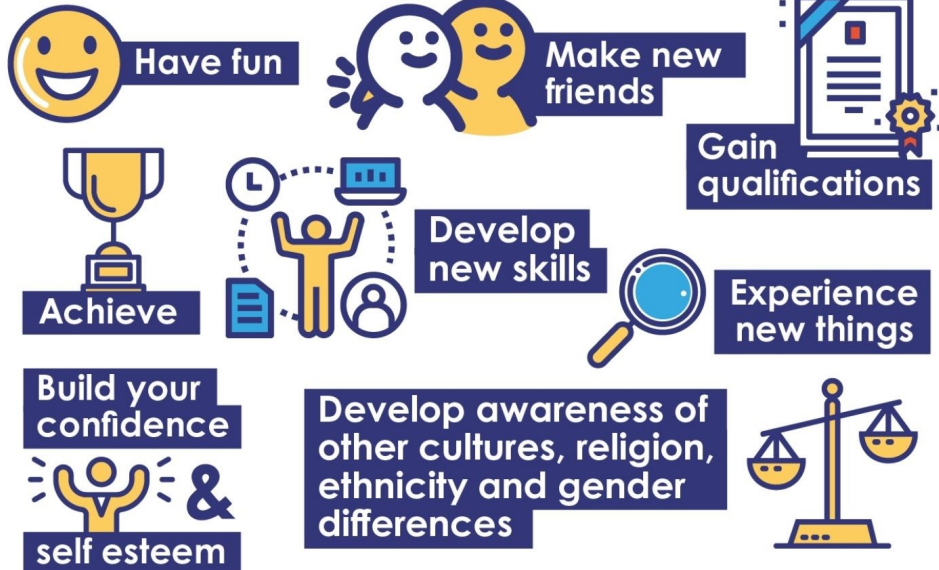 Have fun
Make new
friends
Gain
qualifications
Achieve
Develop
new skills
Experience
new things
Build your
confidence
&
self esteem
Develop awareness of
other cultures, religion,
ethnicity and gender
differences